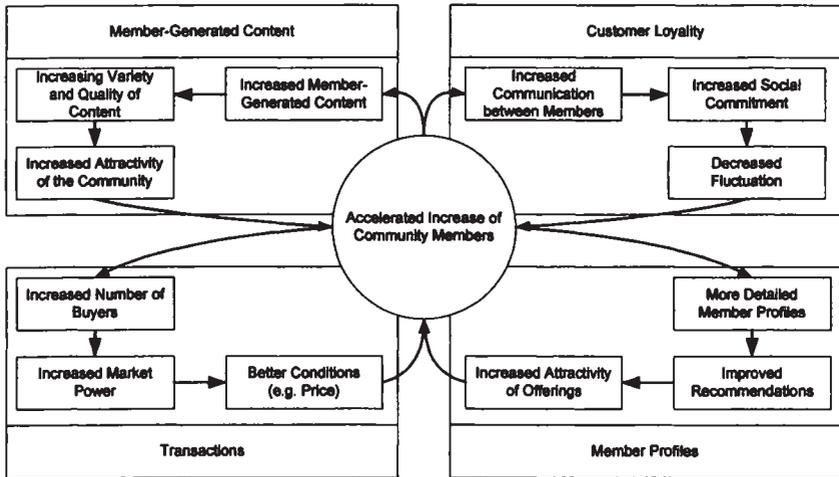 Member-Generated Content
Increasing Variety
and Quality of
Content
Increased Member-
Generated Content
Increased Attractivity
of the Community
Customer Loyality
Increased
Communication
between Members
Increased Social
Commitment
Decreased
Fluctuation
Accelerated Increase of
Community Members
Increased Number of
Buyers
Increased Market
Power
Better Conditions
(e.g. Price)
Transactions
More Detailed
Member Profiles
Increased Attractivity
of Offerings
Improved
Recommendations
Member Profiles